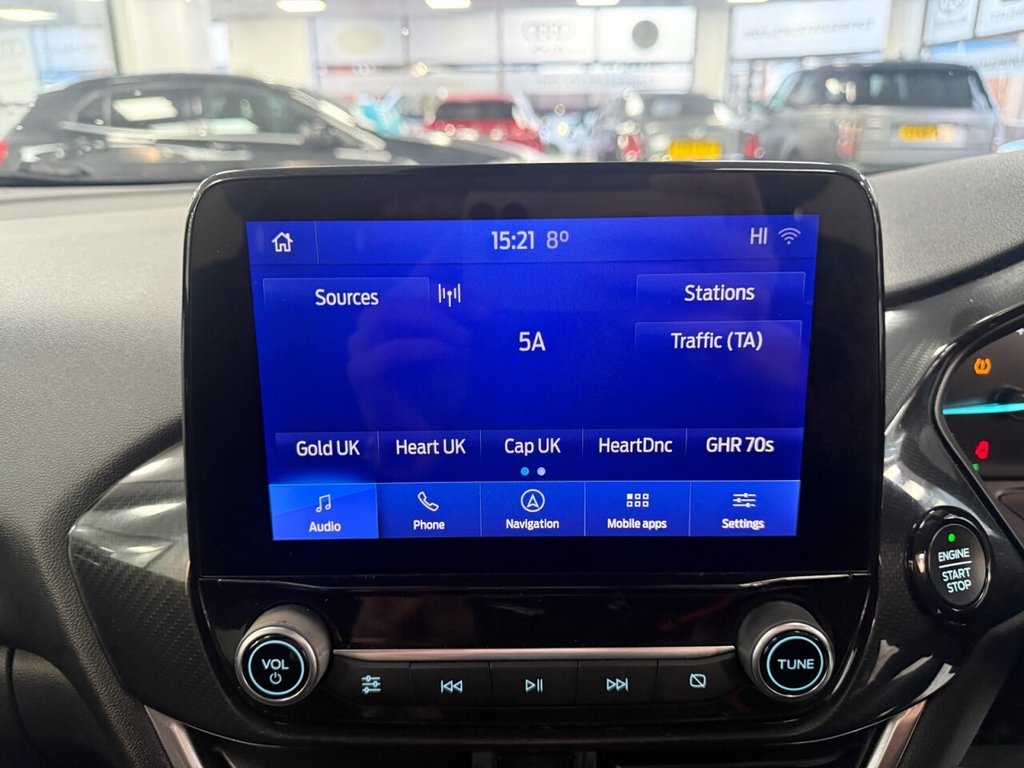 15:21 8°
HI
Sources
Stations
5A
Traffic (TA)
Gold UK
Heart UK
Cap UK
HeartDnc
GHR 70s
Audio
Phone
Navigation
Mobile apps
Settings
ENGINE
START
STOP
VOL
TUNE